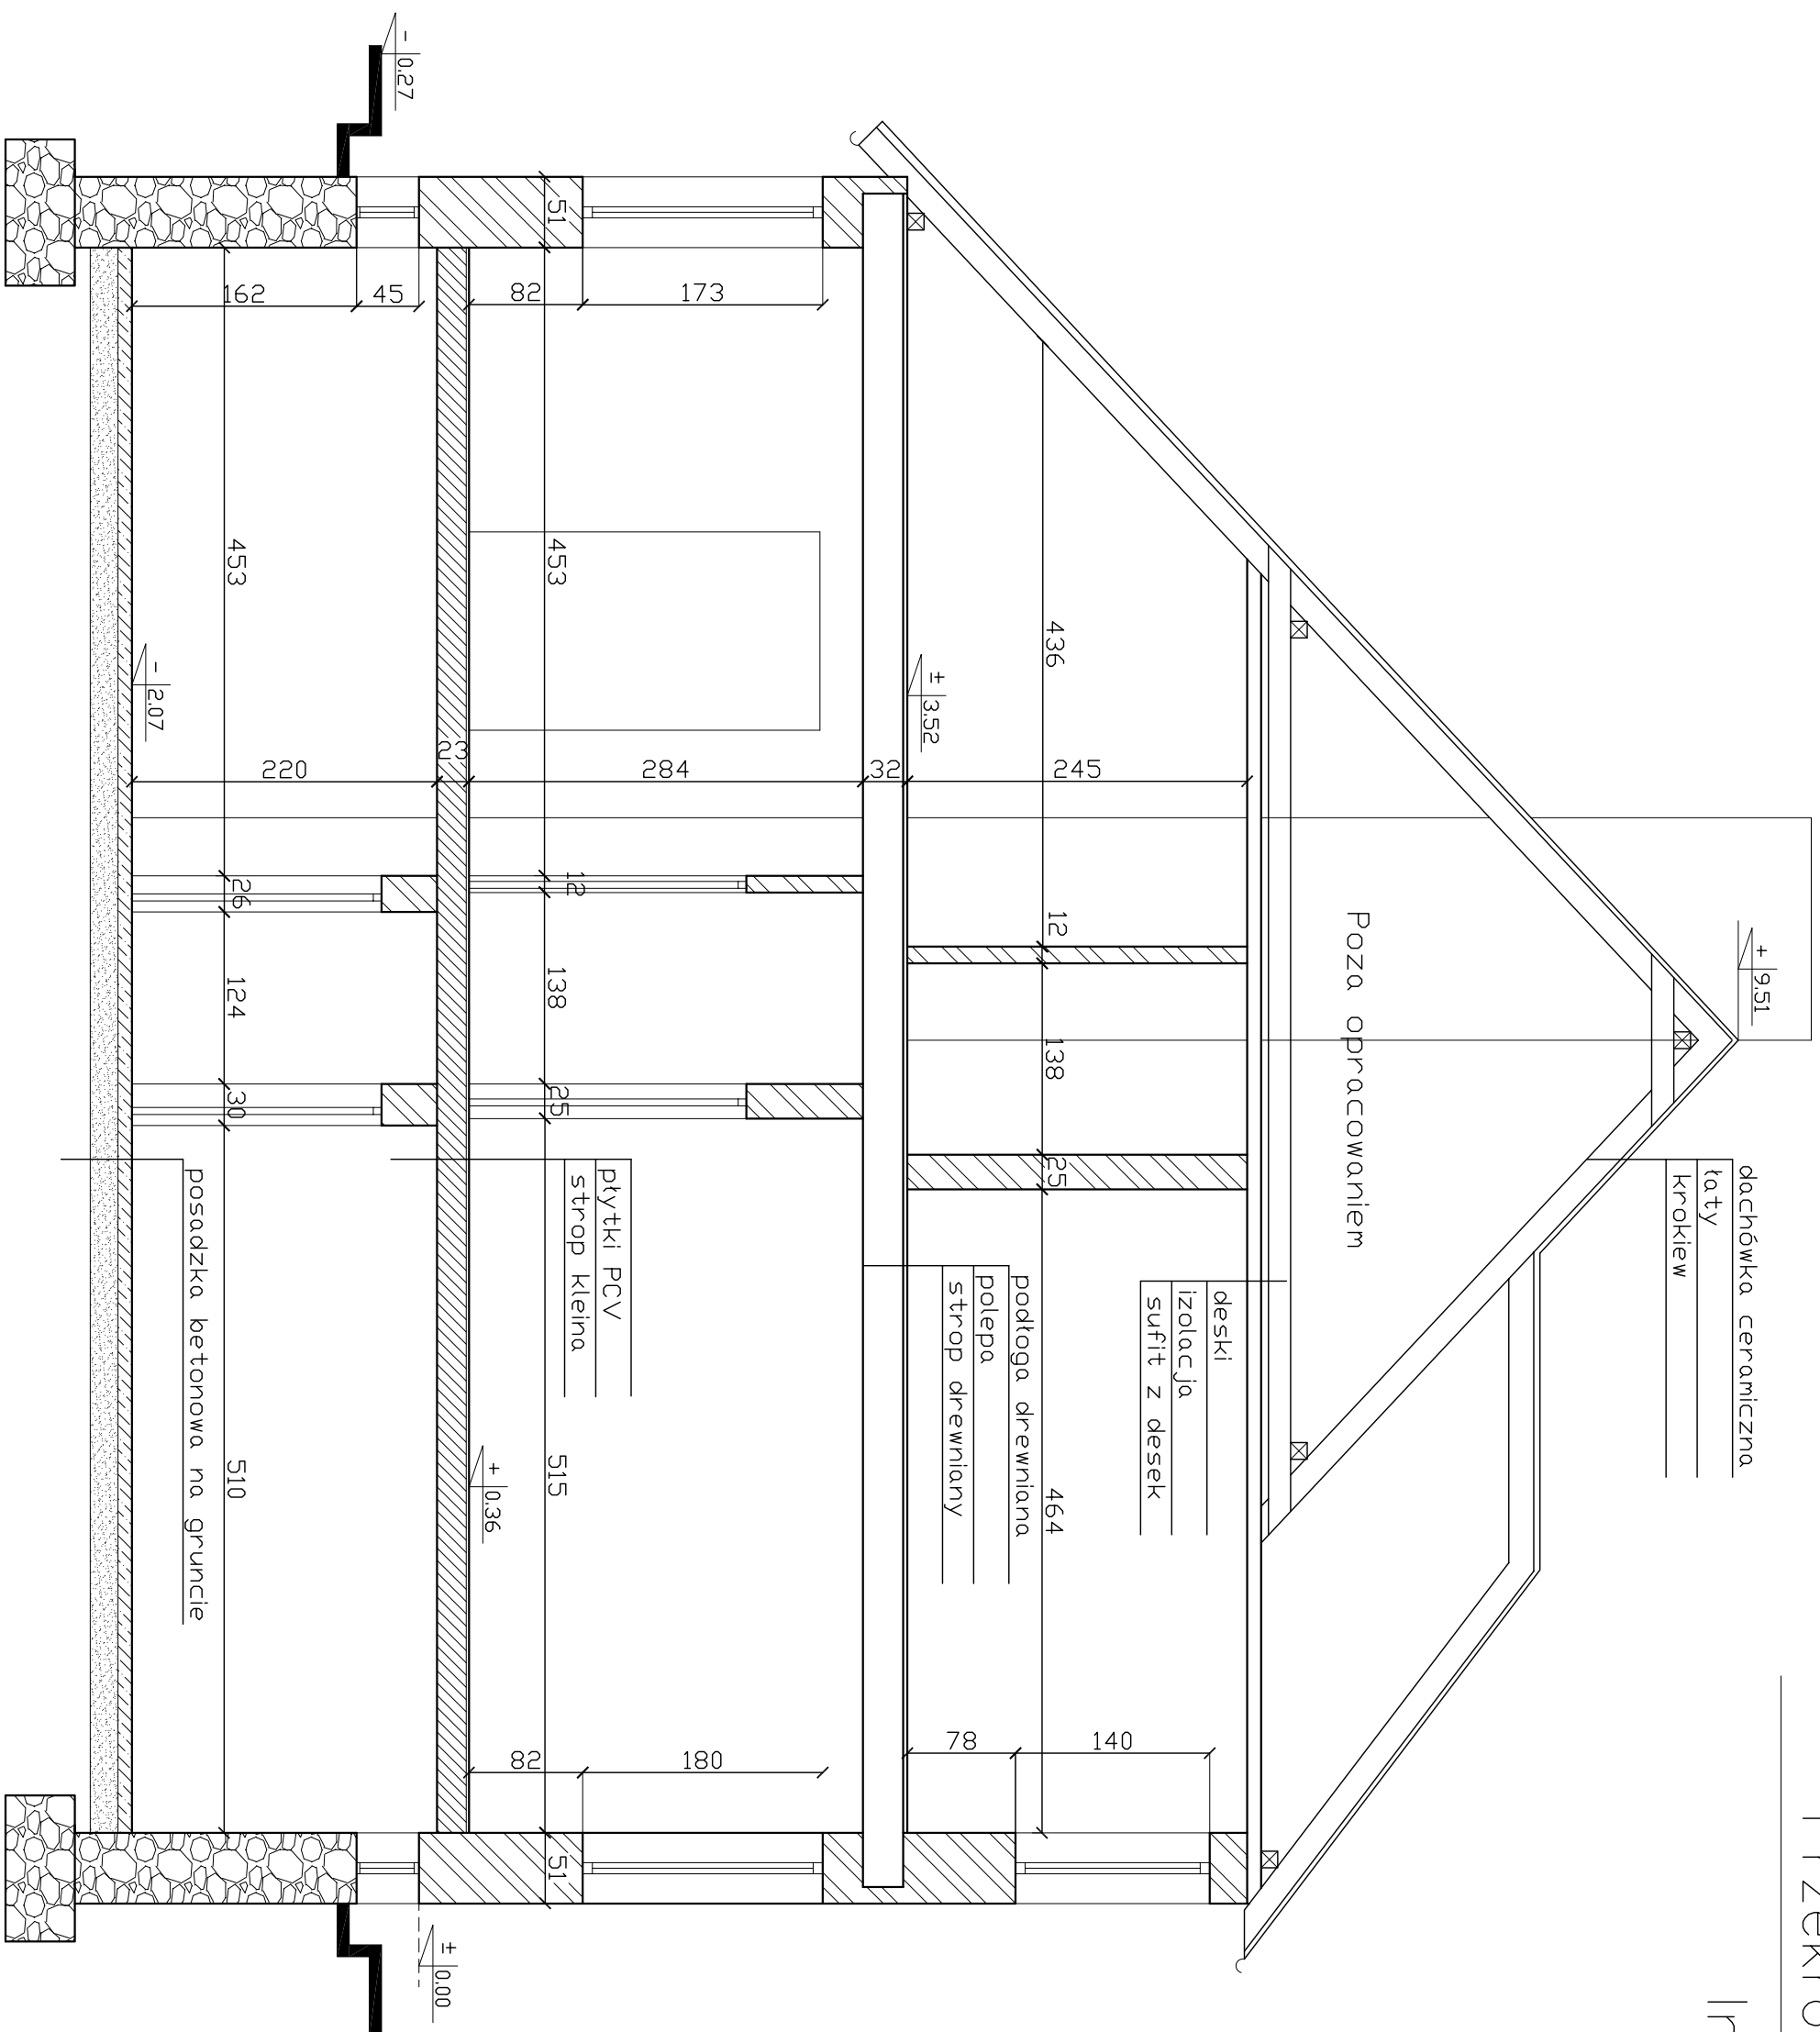 Przekró
+ 9.51
dachówka ceramiczna
łaty
krokiew
Poza opracowaniem
deski
izolacja
sufit z desek
436
12
138
25
464
245
140
78
± 3.52
podłoga drewniana
polepa
strop drewniany
32
173
82
284
180
82
płytki PCV
strop kleina
51
453
12
138
25
515
51
+ 0.36
23
- 0.27
± 0.00
45
162
220
453
26
124
30
510
posadzka betonowa na gruncie
- 2.07